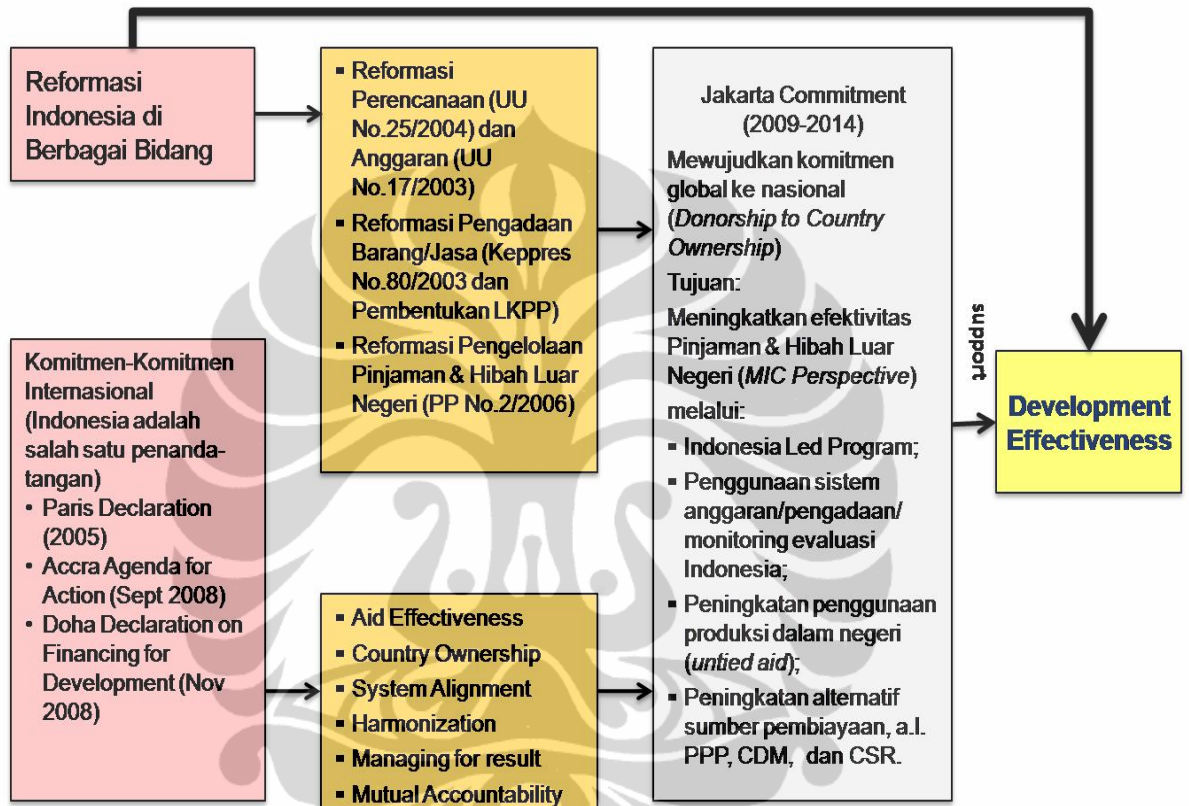 Reformasi
Indonesia di
Berbagai Bidang
▪ Reformasi
Perencanaan (UU
No.25/2004) dan
Anggaran (UU
No.17/2003)
▪ Reformasi Pengadaan
Barang/Jasa (Keppres
No.80/2003 dan
Pembentukan LKPP)
▪ Reformasi Pengelolaan
Pinjaman & Hibah Luar
Negeri (PP No.2/2006)
Komitmen-Komitmen
Internasional
(Indonesia adalah
salah satu penanda-
tangan)
• Paris Declaration
(2005)
• Accra Agenda for
Action (Sept 2008)
• Doha Declaration on
Financing for
Development (Nov
2008)
▪ Aid Effectiveness
▪ Country Ownership
▪ System Alignment
▪ Harmonization
▪ Managing for result
▪ Mutual Accountability
Jakarta Commitment
(2009-2014)
Mewujudkan komitmen
global ke nasional
(Donorship to Country
Ownership)
Tujuan:
Meningkatkan efektivitas
Pinjaman & Hibah Luar
Negeri (MIC Perspective)
melalui:
▪ Indonesia Led Program;
▪ Penggunaan sistem
anggaran/pengadaan/
monitoring evaluasi
Indonesia;
▪ Peningkatan penggunaan
produksi dalam negeri
(untied aid);
▪ Peningkatan alternatif
sumber pembiayaan, a.l.
PPP, CDM, dan CSR.
support
Development
Effectiveness